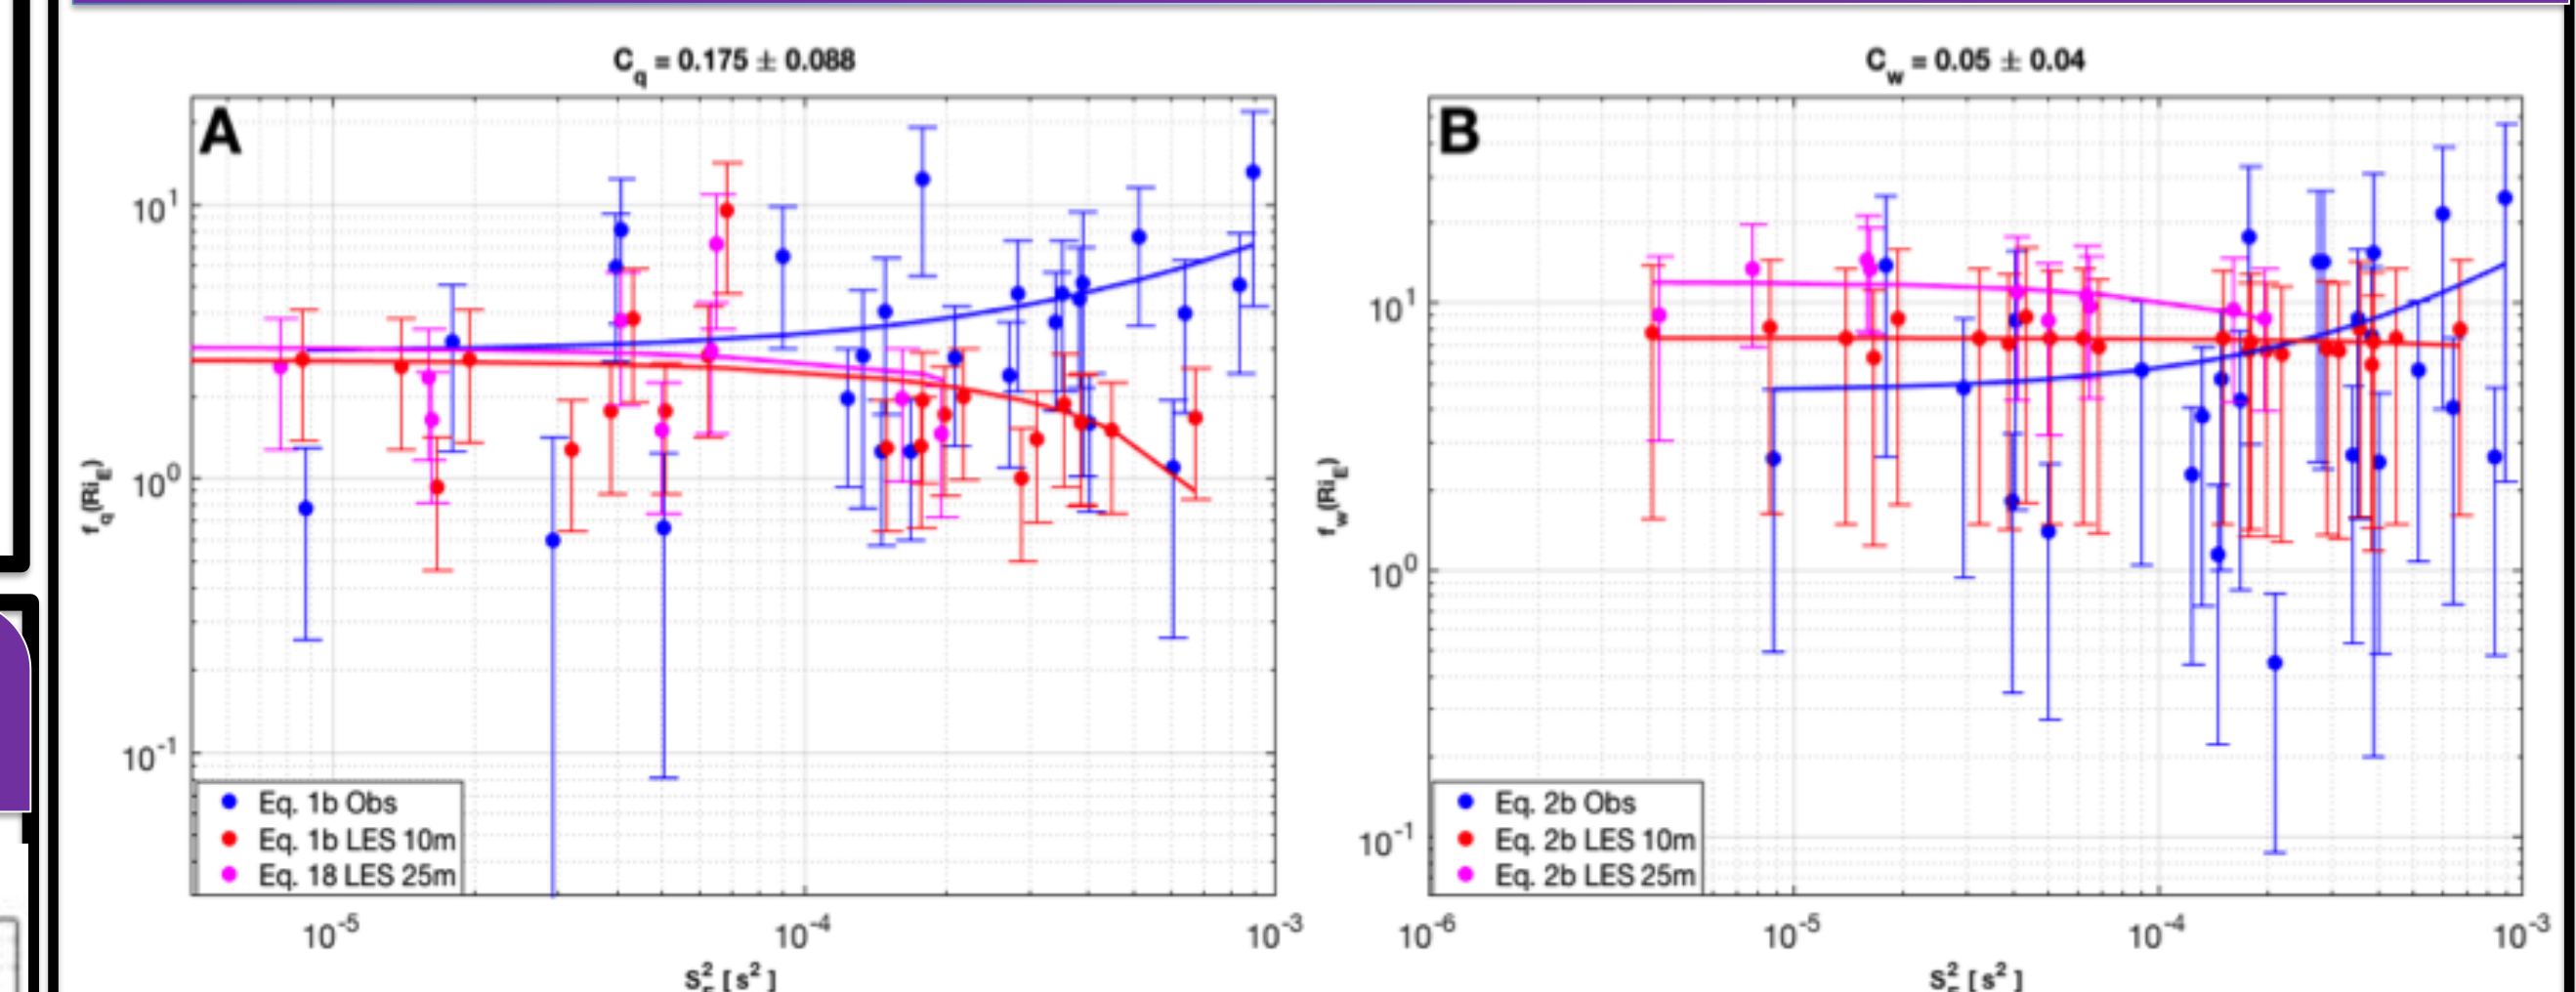 C_q = 0.175 ± 0.088
A
10^1
10^0
10^-1
f_q(Ri_E)
Eq. 1b Obs
Eq. 1b LES 10m
Eq. 18 LES 25m
10^-5
10^-4
10^-3
S_E^2 [ s^2 ]
C_w = 0.05 ± 0.04
B
10^1
10^0
10^-1
f_w(Ri_E)
Eq. 2b Obs
Eq. 2b LES 10m
Eq. 2b LES 25m
10^-6
10^-5
10^-4
10^-3
S_E^2 [ s^2 ]